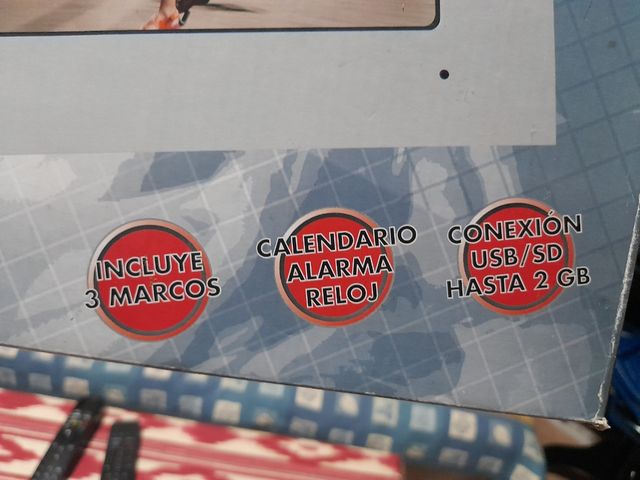 INCLUYE
3 MARCOS
CALENDARIO
ALARMA
RELOJ
CONEXIÓN
USB/SD
HASTA 2 GB